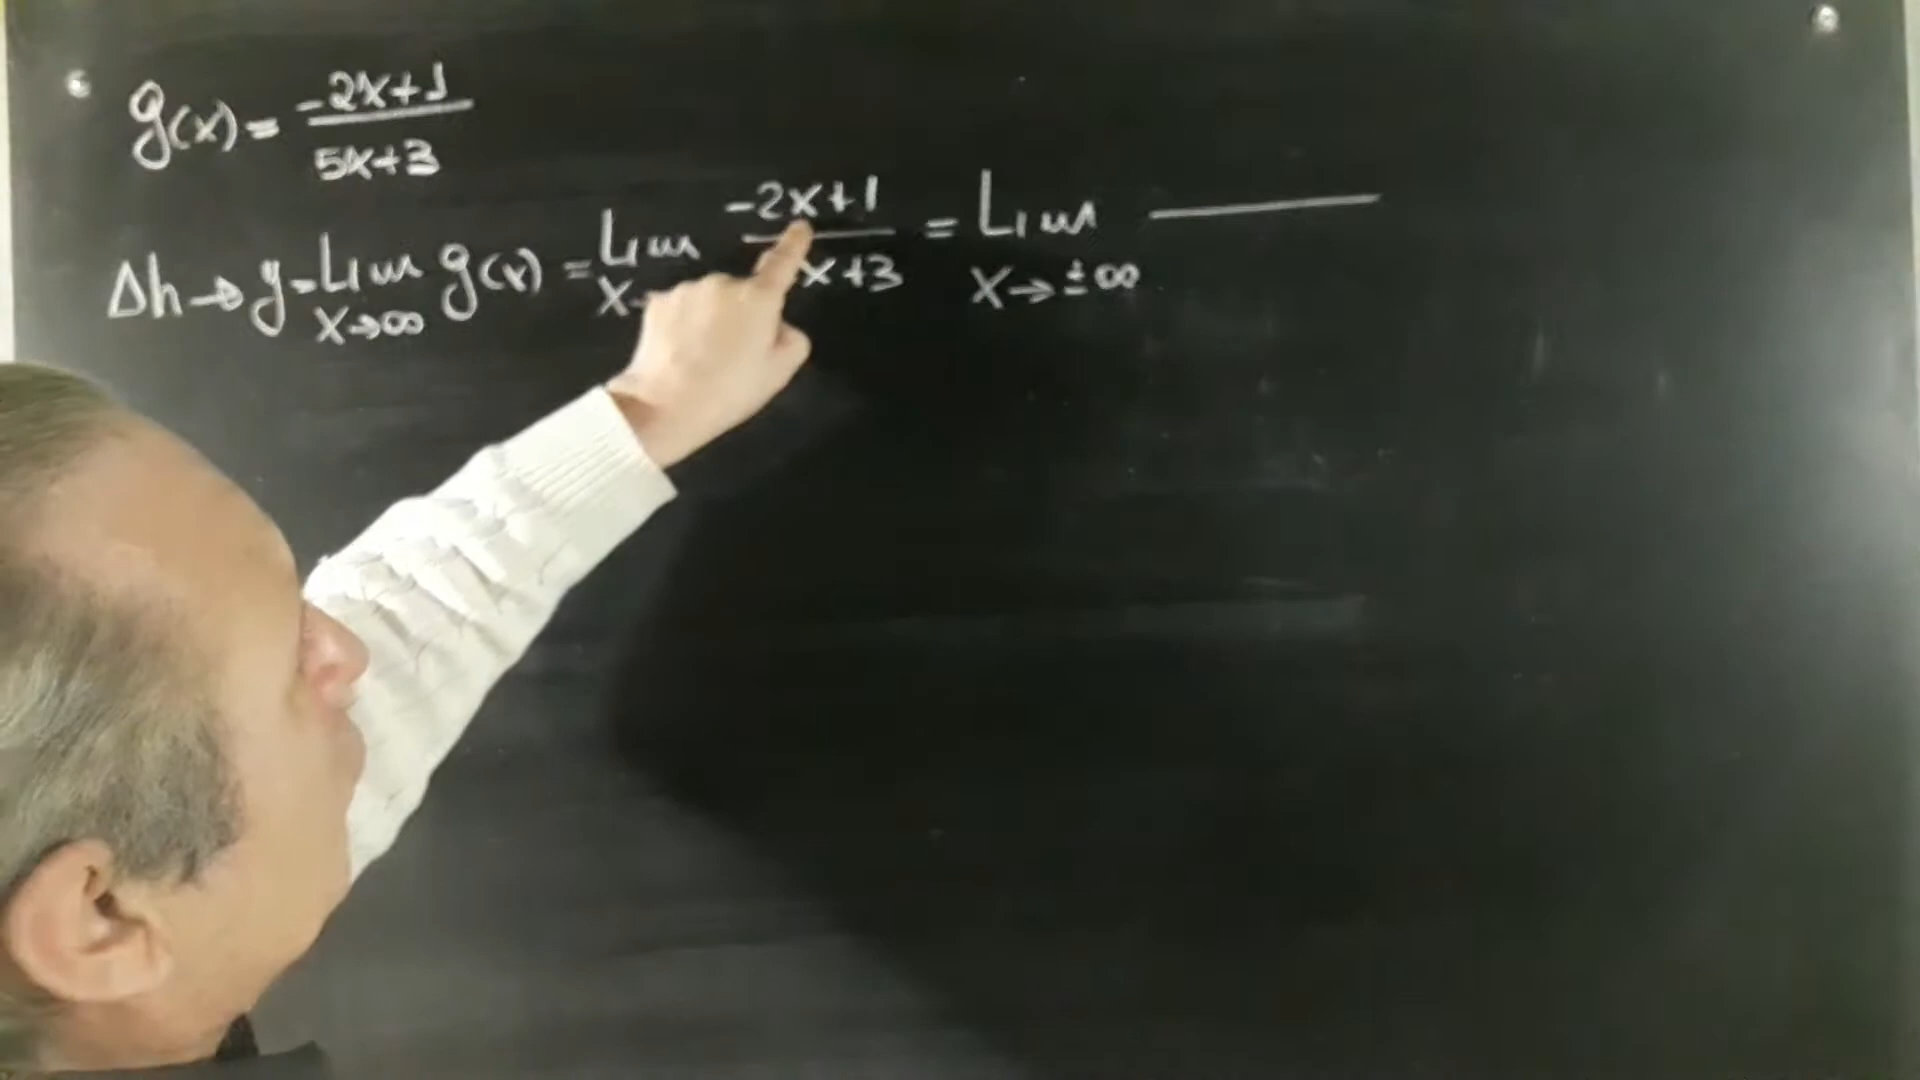 g(x) = -2x+1 / 5x+3
Δh → y = Lim x→∞ g(x) = Lim x→ -2x+1 / x+3 = Lim x→±∞